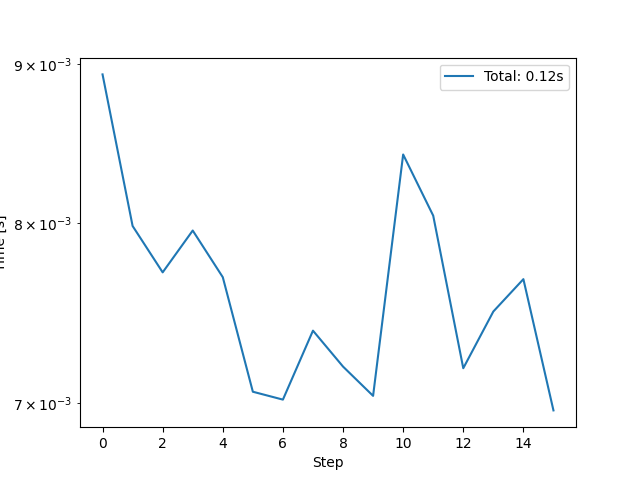 Total: 0.12s
9 × 10⁻³
8 × 10⁻³
7 × 10⁻³
Time [s]
0 2 4 6 8 10 12 14
Step